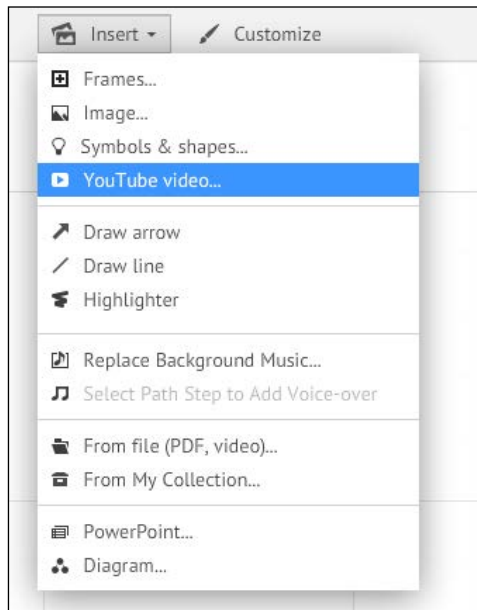 Insert Customize
Frames...
Image...
Symbols & shapes...
YouTube video...
Draw arrow
Draw line
Highlighter
Replace Background Music...
Select Path Step to Add Voice-over
From file (PDF, video)...
From My Collection...
PowerPoint...
Diagram...